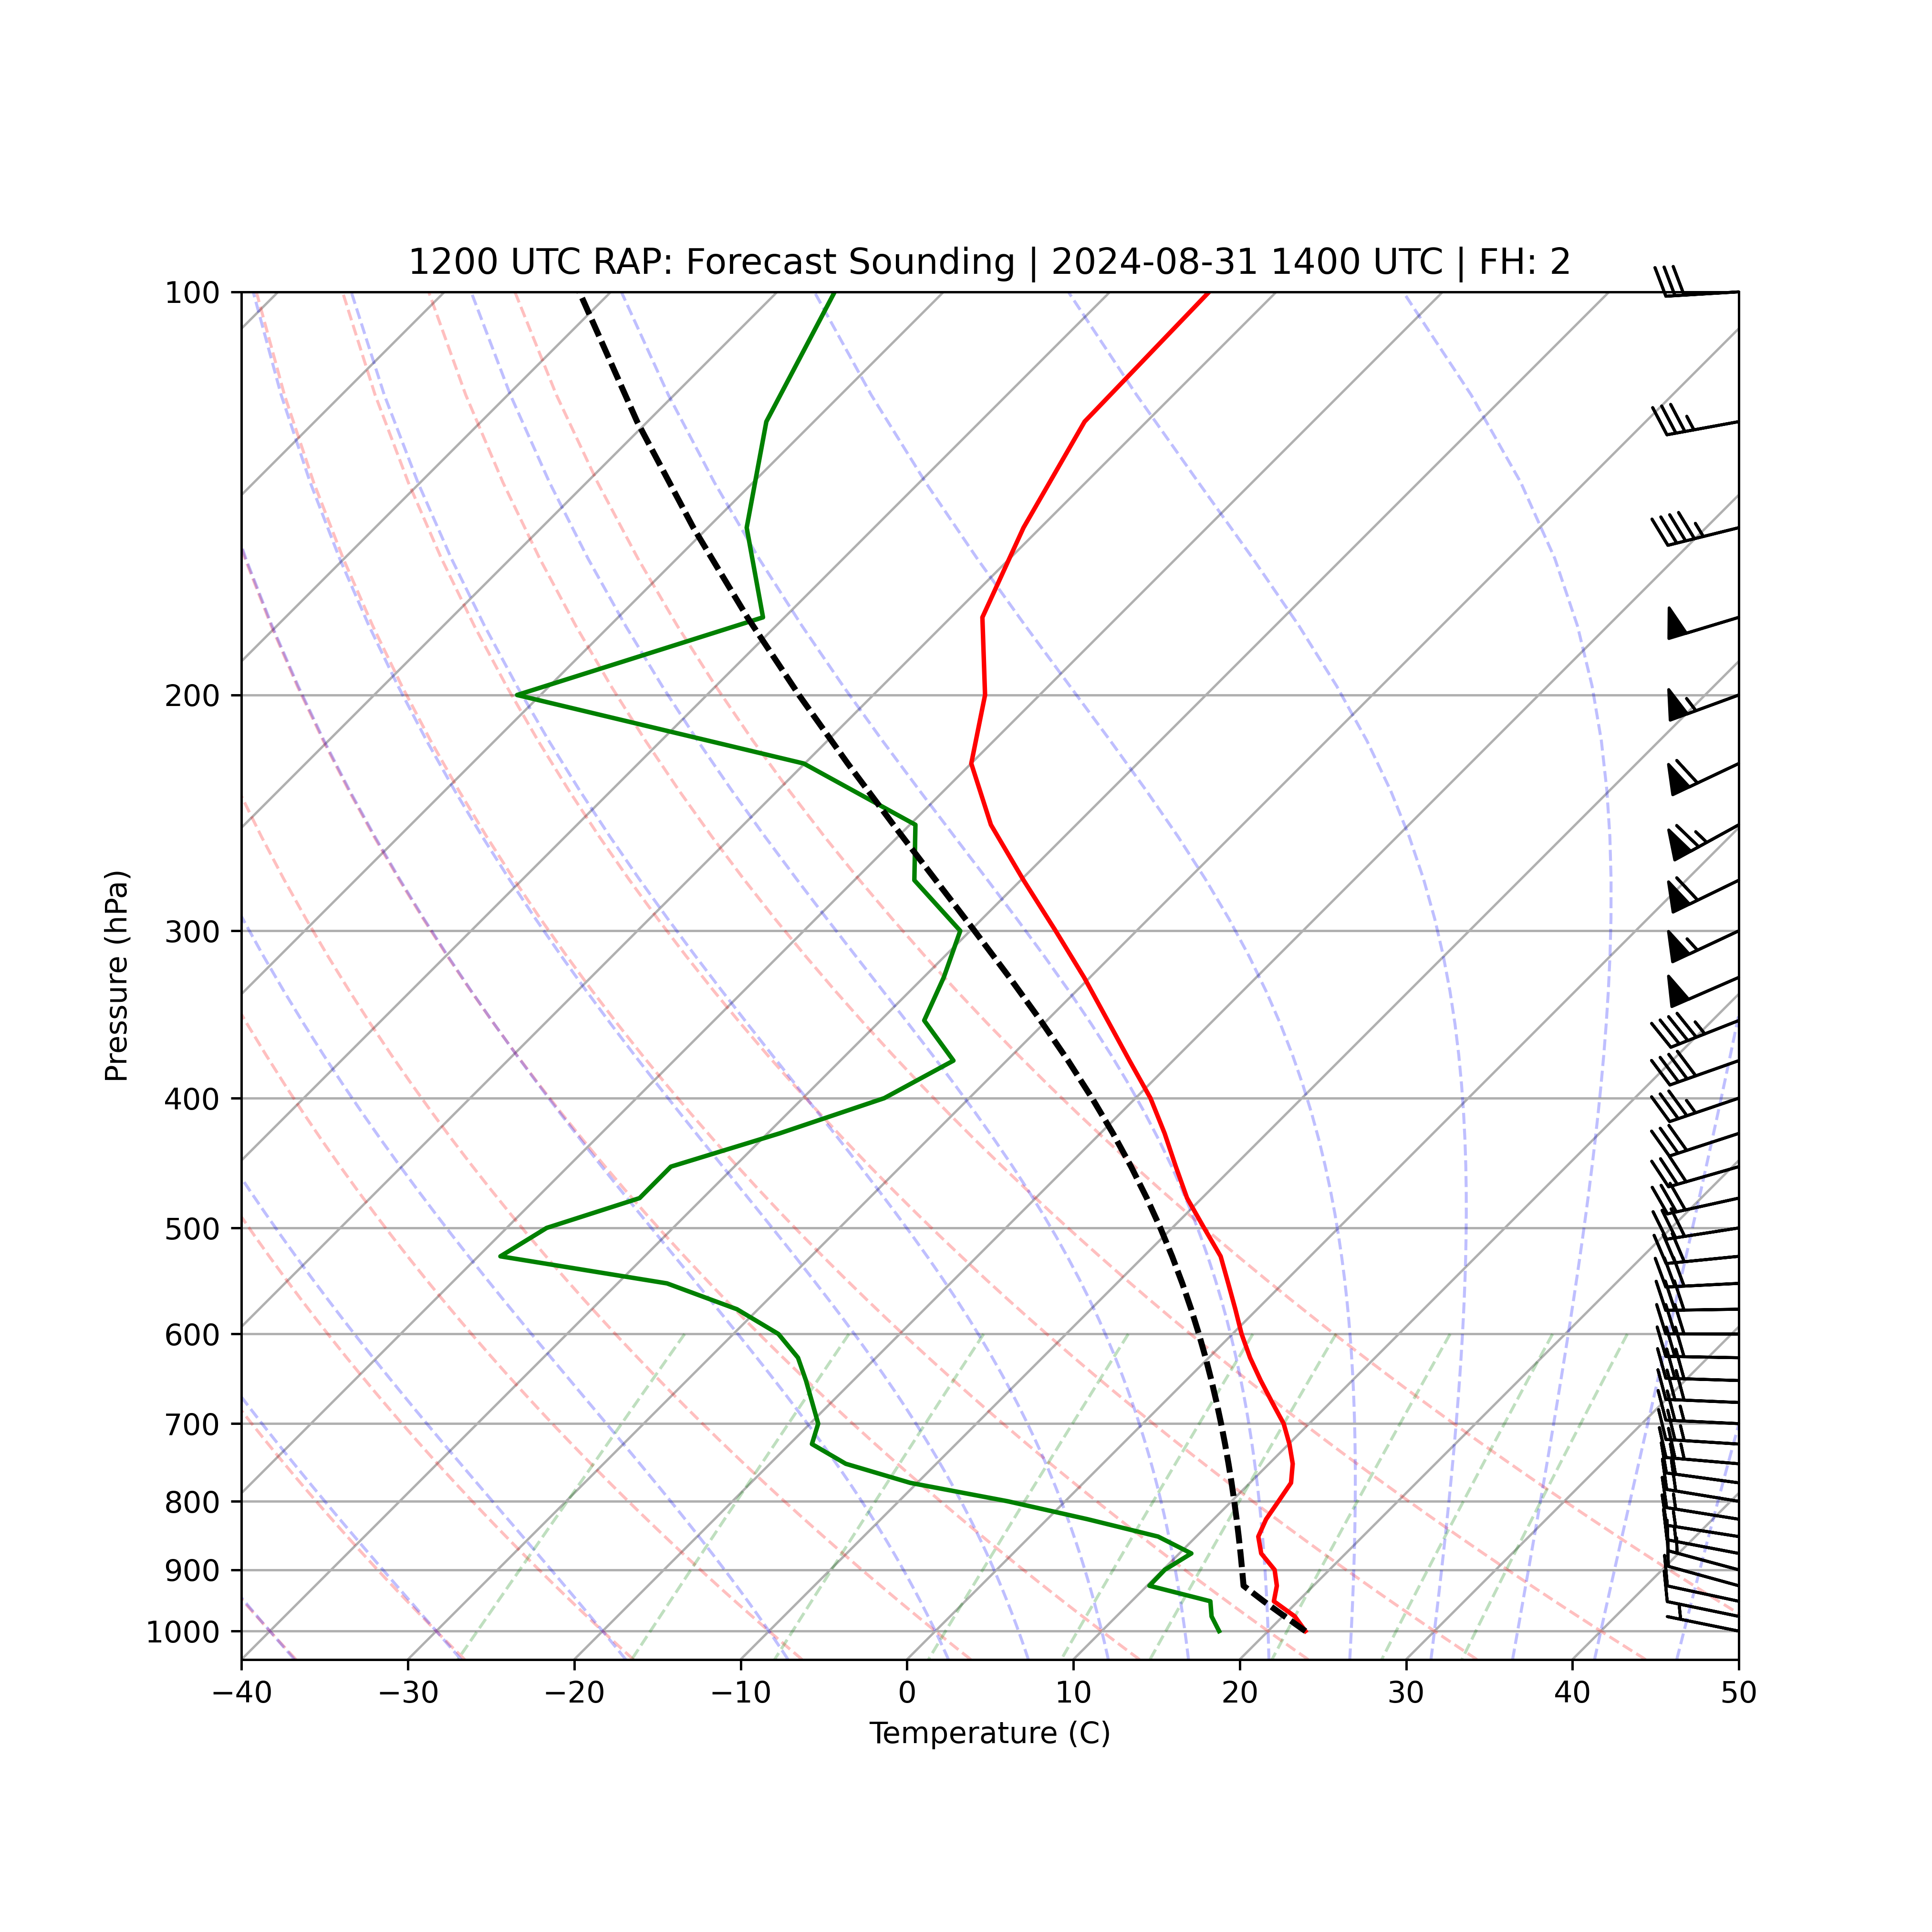 1200 UTC RAP: Forecast Sounding | 2024-08-31 1400 UTC | FH: 2
100
200
300
400
500
600
700
800
900
1000
Pressure (hPa)
−40 −30 −20 −10 0 10 20 30 40 50
Temperature (C)